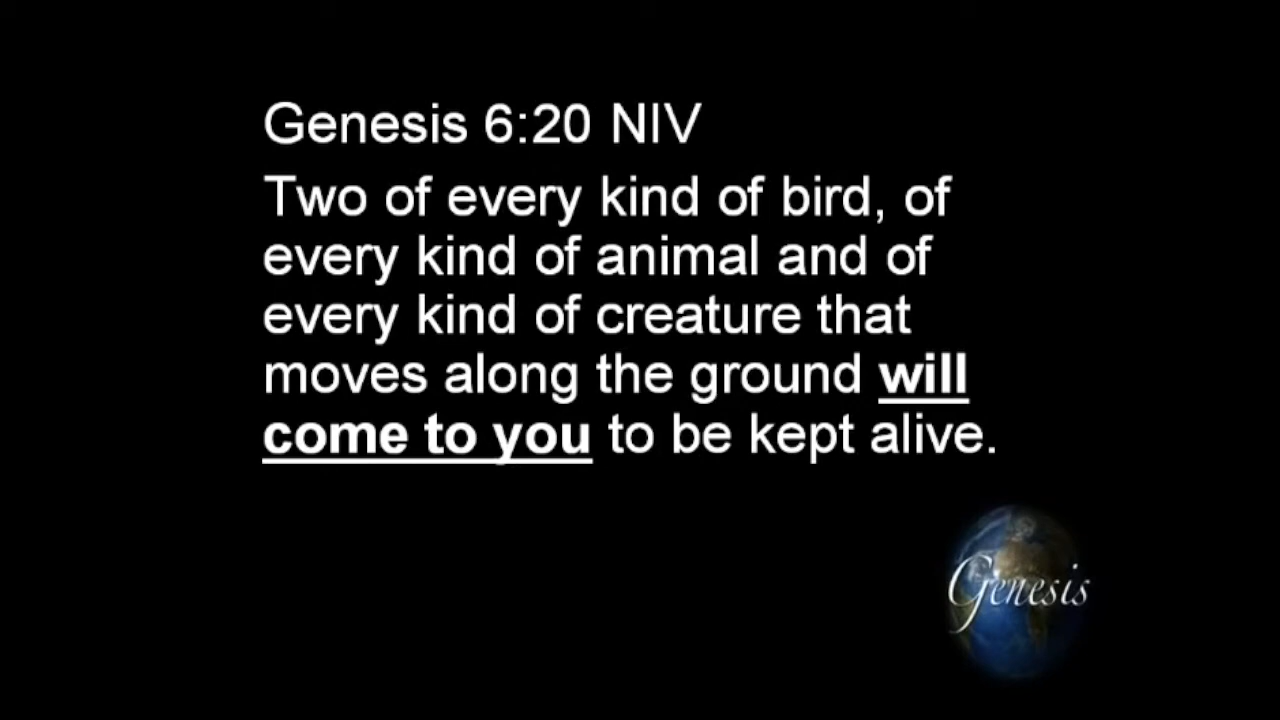 Genesis 6:20 NIV
Two of every kind of bird, of
every kind of animal and of
every kind of creature that
moves along the ground will
come to you to be kept alive.
Genesis